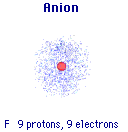 Anion
F 9 protons, 9 electrons